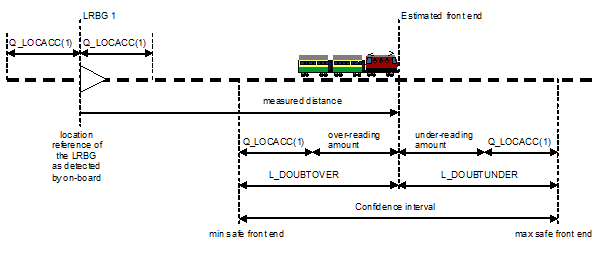 LRBG 1
Estimated front end
Q_LOCACC(1)
Q_LOCACC(1)
measured distance
location
reference of
the LRBG
as detected
by on-board
over-reading
amount
under-reading
amount
Q_LOCACC(1)
Q_LOCACC(1)
L_DOUBTOVER
L_DOUBTUNDER
Confidence interval
min safe front end
max safe front end